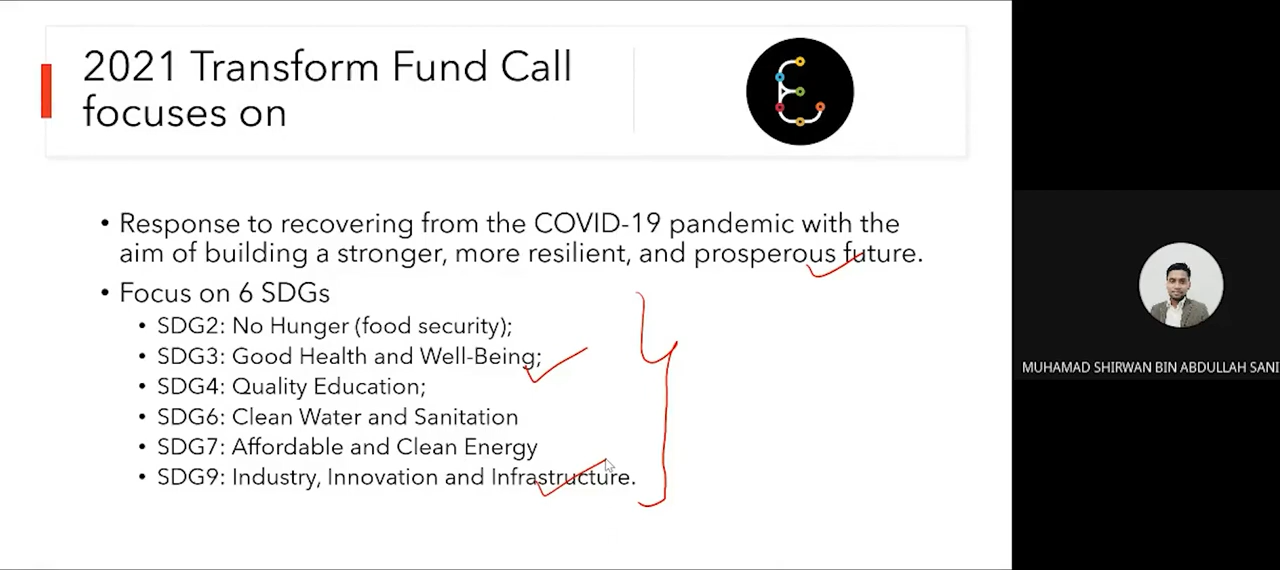 2021 Transform Fund Call
focuses on
• Response to recovering from the COVID-19 pandemic with the
aim of building a stronger, more resilient, and prosperous future.
• Focus on 6 SDGs
• SDG2: No Hunger (food security);
• SDG3: Good Health and Well-Being;
• SDG4: Quality Education;
• SDG6: Clean Water and Sanitation
• SDG7: Affordable and Clean Energy
• SDG9: Industry, Innovation and Infrastructure.
MUHAMAD SHIRWAN BIN ABDULLAH SANI